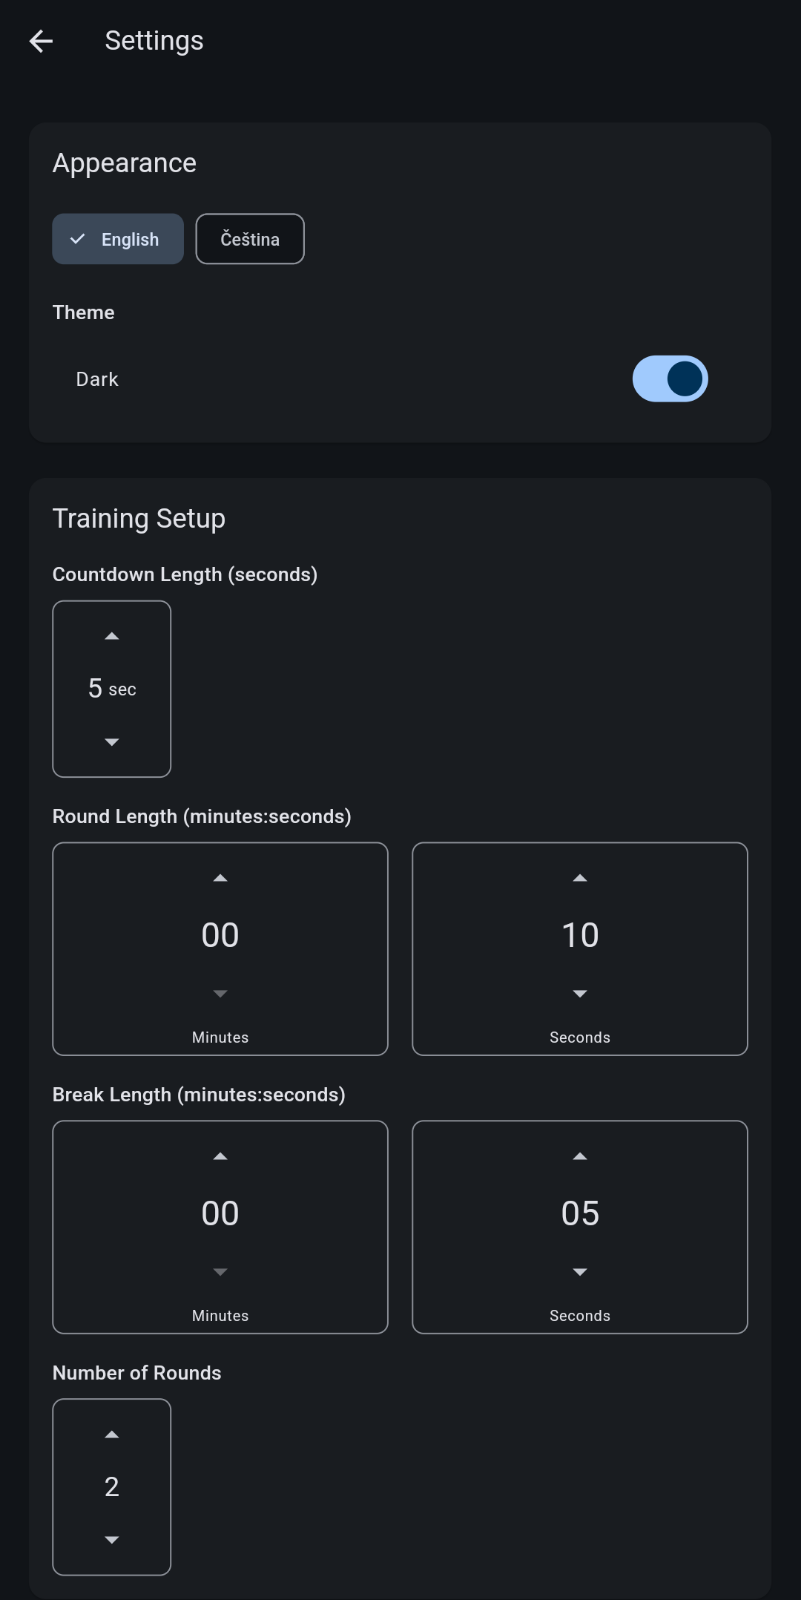 Settings
Appearance
English Čeština
Theme
Dark
Training Setup
Countdown Length (seconds)
5 sec
Round Length (minutes:seconds)
00 10
Minutes Seconds
Break Length (minutes:seconds)
00 05
Minutes Seconds
Number of Rounds
2